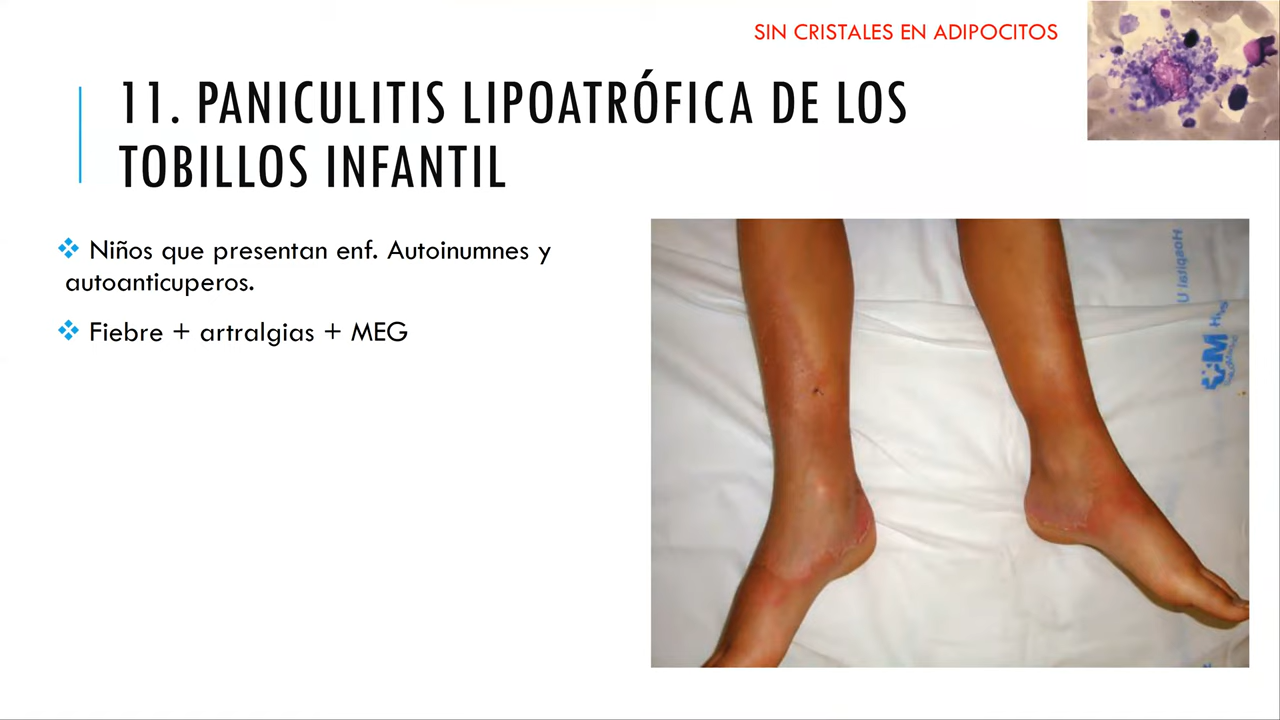 SIN CRISTALES EN ADIPOCITOS
11. PANICULITIS LIPOATRÓFICA DE LOS
TOBILLOS INFANTIL
Niños que presentan enf. Autoinumnes y
autoanticuperos.
Fiebre + artralgias + MEG
Hospital U